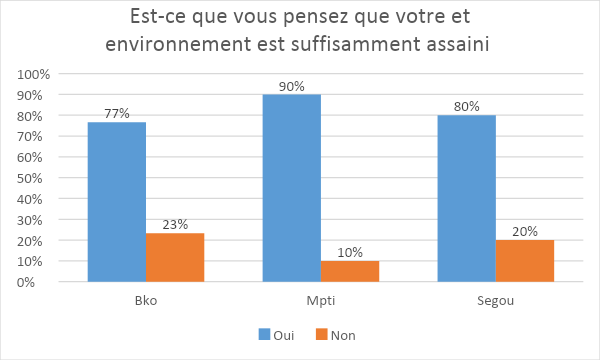 Est-ce que vous pensez que votre et
environnement est suffisamment assaini
100%
90%
80%
70%
60%
50%
40%
30%
20%
10%
0%
77%
23%
90%
10%
80%
20%
Bko
Mpti
Segou
Oui
Non